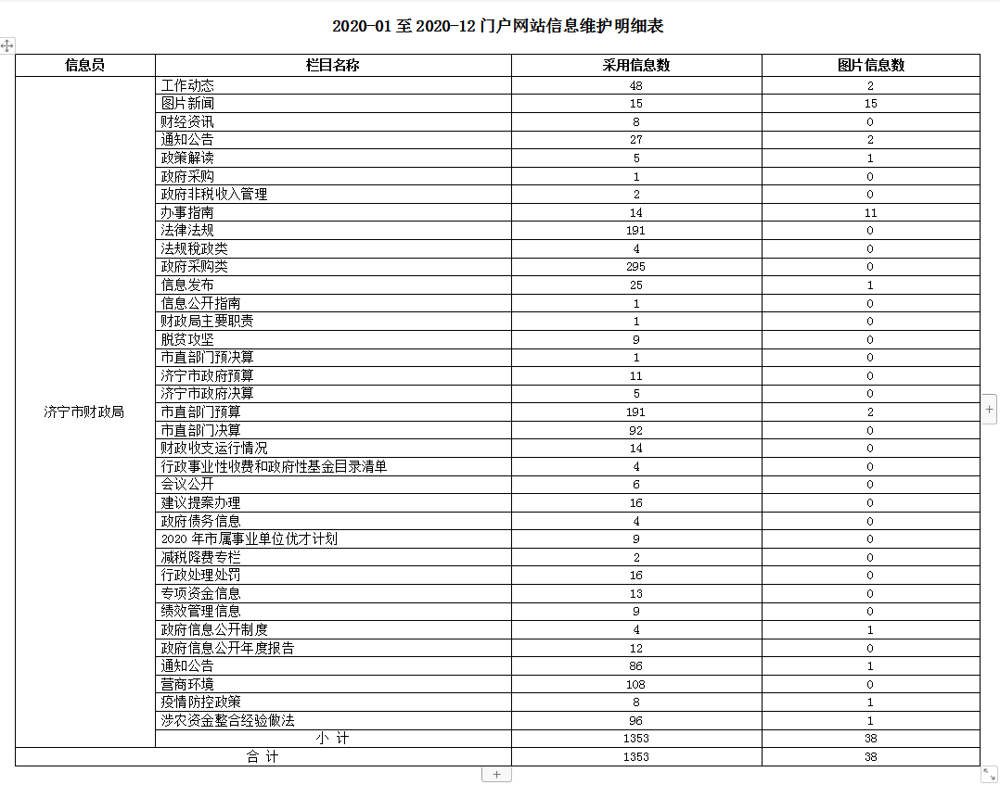 2020-01 至 2020-12 门户网站信息维护明细表
信息员 栏目名称 采用信息数 图片信息数
工作动态 48 2
图片新闻 15 15
财经资讯 8 0
通知公告 27 2
政策解读 5 1
政府采购 1 0
政府非税收入管理 2 0
办事指南 14 11
法律法规 191 0
法规税政类 4 0
政府采购类 295 0
信息发布 25 1
信息公开指南 1 0
财政局主要职责 1 0
脱贫攻坚 9 0
市直部门预决算 1 0
济宁市政府预算 11 0
济宁市政府决算 5 0
济宁市财政局 市直部门预算 191 2
市直部门决算 92 0
财政收支运行情况 14 0
行政事业性收费和政府性基金目录清单 4 0
会议公开 6 0
建议提案办理 16 0
政府债务信息 4 0
2020 年市属事业单位优才计划 9 0
减税降费专栏 2 0
行政处理处罚 16 0
专项资金信息 13 0
绩效管理信息 9 0
政府信息公开制度 4 1
政府信息公开年度报告 12 0
通知公告 86 1
营商环境 108 0
疫情防控政策 8 1
涉农资金整合经验做法 96 1
小 计 1353 38
合 计 1353 38